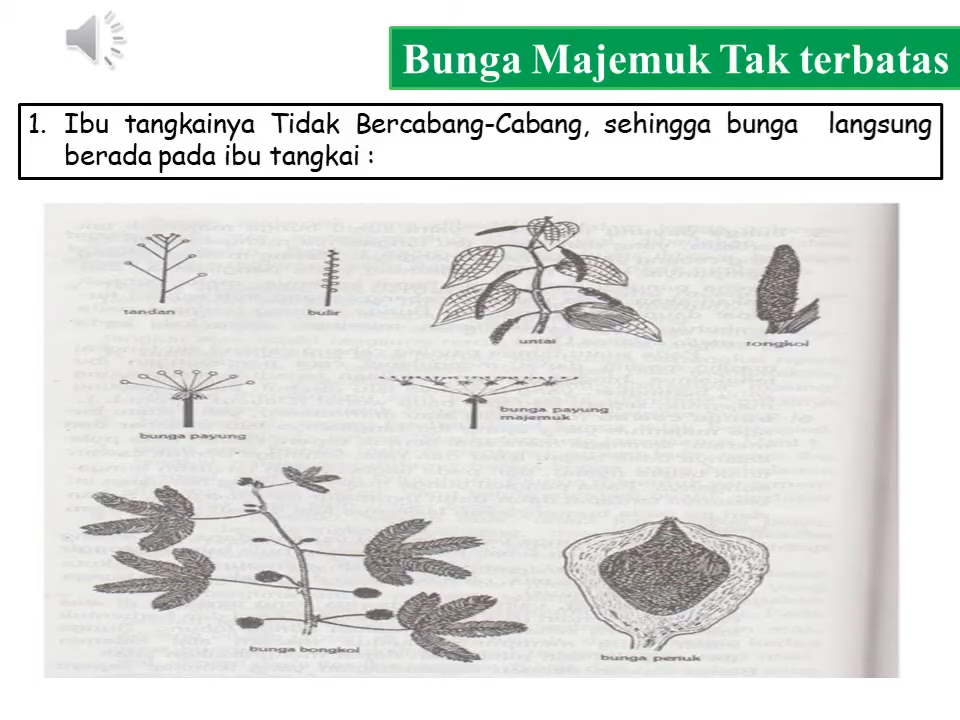 Bunga Majemuk Tak terbatas
1. Ibu tangkainya Tidak Bercabang-Cabang, sehingga bunga langsung
berada pada ibu tangkai :
tandan
bulir
untai
tongkol
bunga payung
bunga payung
majemuk
bunga bongkol
bunga periuk